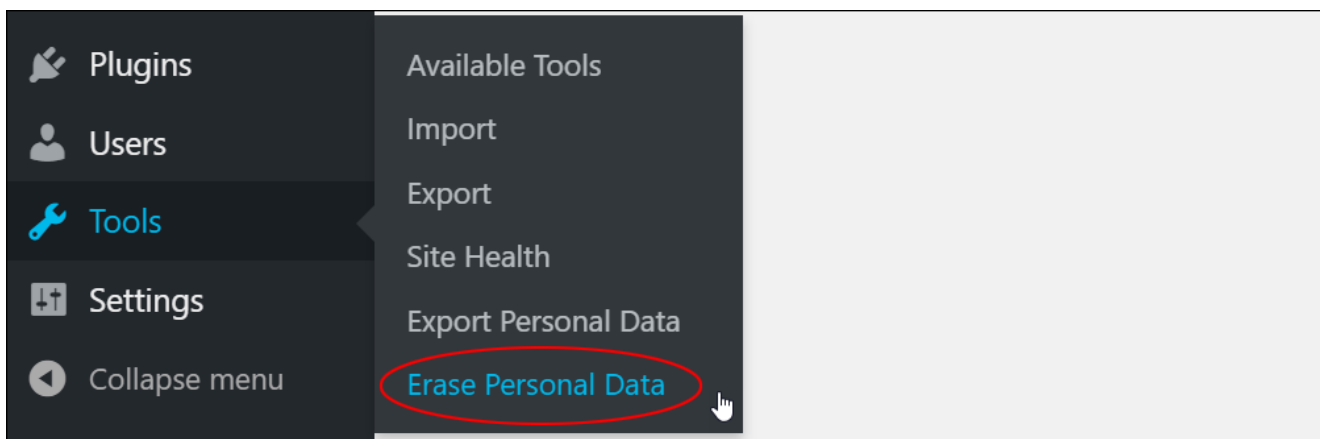 Plugins
Users
Tools
Settings
Collapse menu
Available Tools
Import
Export
Site Health
Export Personal Data
Erase Personal Data